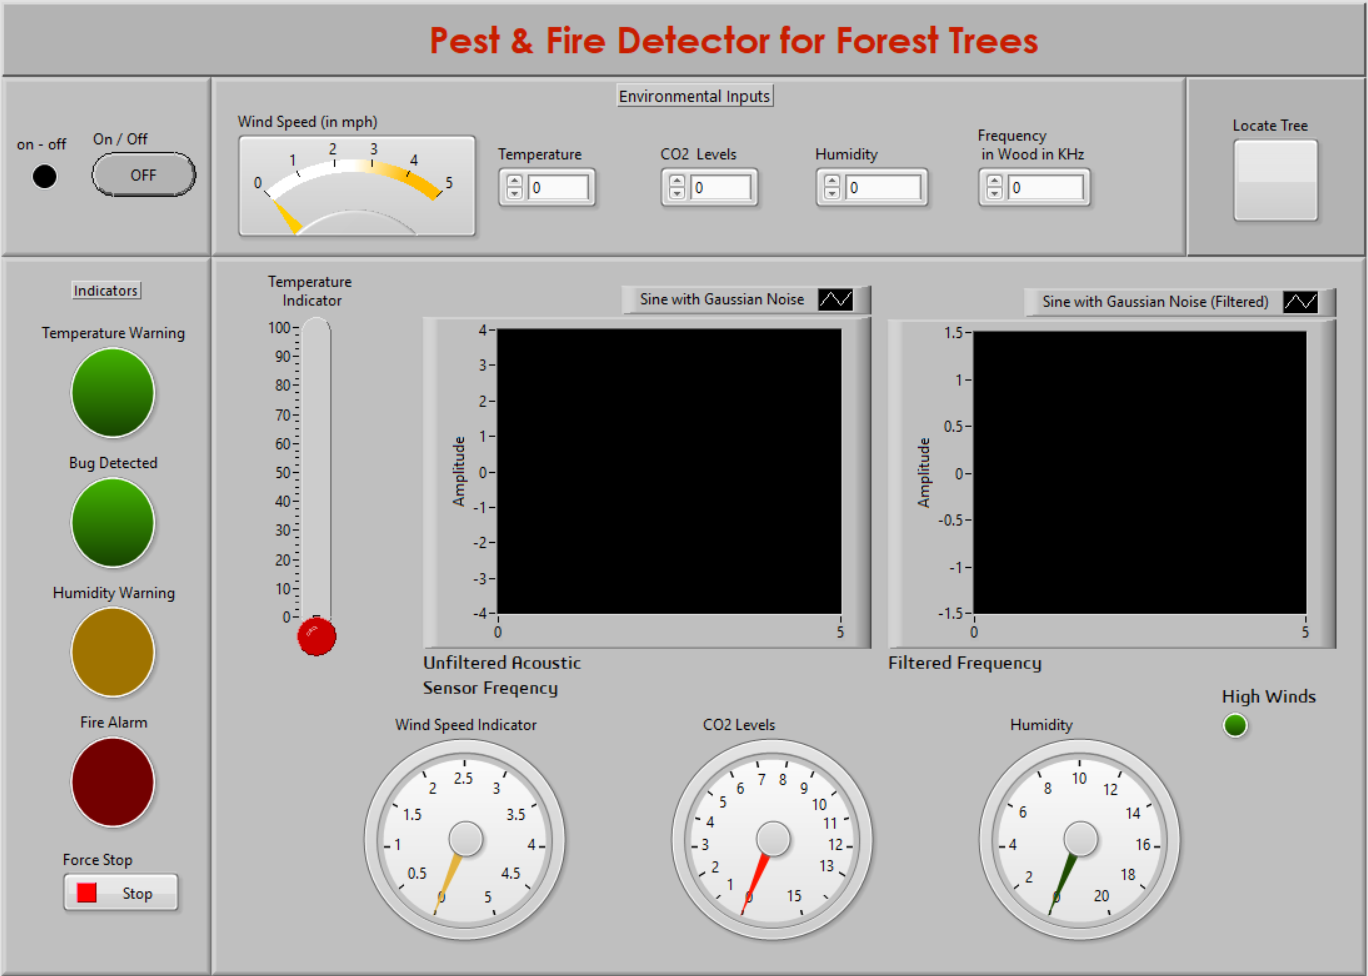 Pest & Fire Detector for Forest Trees
on - off
On / Off
OFF
Environmental Inputs
Wind Speed (in mph)
0 1 2 3 4 5
Temperature
0
CO2 Levels
0
Humidity
0
Frequency
in Wood in KHz
0
Locate Tree
Indicators
Temperature Warning
Bug Detected
Humidity Warning
Fire Alarm
Force Stop
Stop
Temperature
Indicator
100
90
80
70
60
50
40
30
20
10
0
Sine with Gaussian Noise
Amplitude
4
3
2
1
0
-1
-2
-3
-4
0 5
Unfiltered Acoustic
Sensor Freqency
Sine with Gaussian Noise (Filtered)
Amplitude
1.5
1
0.5
0
-0.5
-1
-1.5
0 5
Filtered Frequency
High Winds
Wind Speed Indicator
0 0.5 1 1.5 2 2.5 3 3.5 4 4.5 5
CO2 Levels
0 1 2 3 4 5 6 7 8 9 10 11 12 13 15
Humidity
0 2 4 6 8 10 12 14 16 18 20